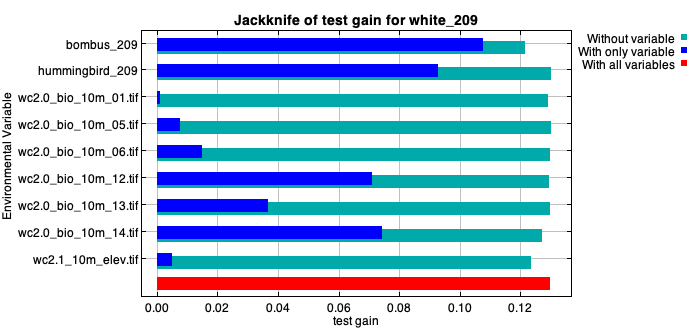 Jackknife of test gain for white_209
Without variable
With only variable
With all variables
Environmental Variable
bombus_209
hummingbird_209
wc2.0_bio_10m_01.tif
wc2.0_bio_10m_05.tif
wc2.0_bio_10m_06.tif
wc2.0_bio_10m_12.tif
wc2.0_bio_10m_13.tif
wc2.0_bio_10m_14.tif
wc2.1_10m_elev.tif
0.00 0.02 0.04 0.06 0.08 0.10 0.12
test gain